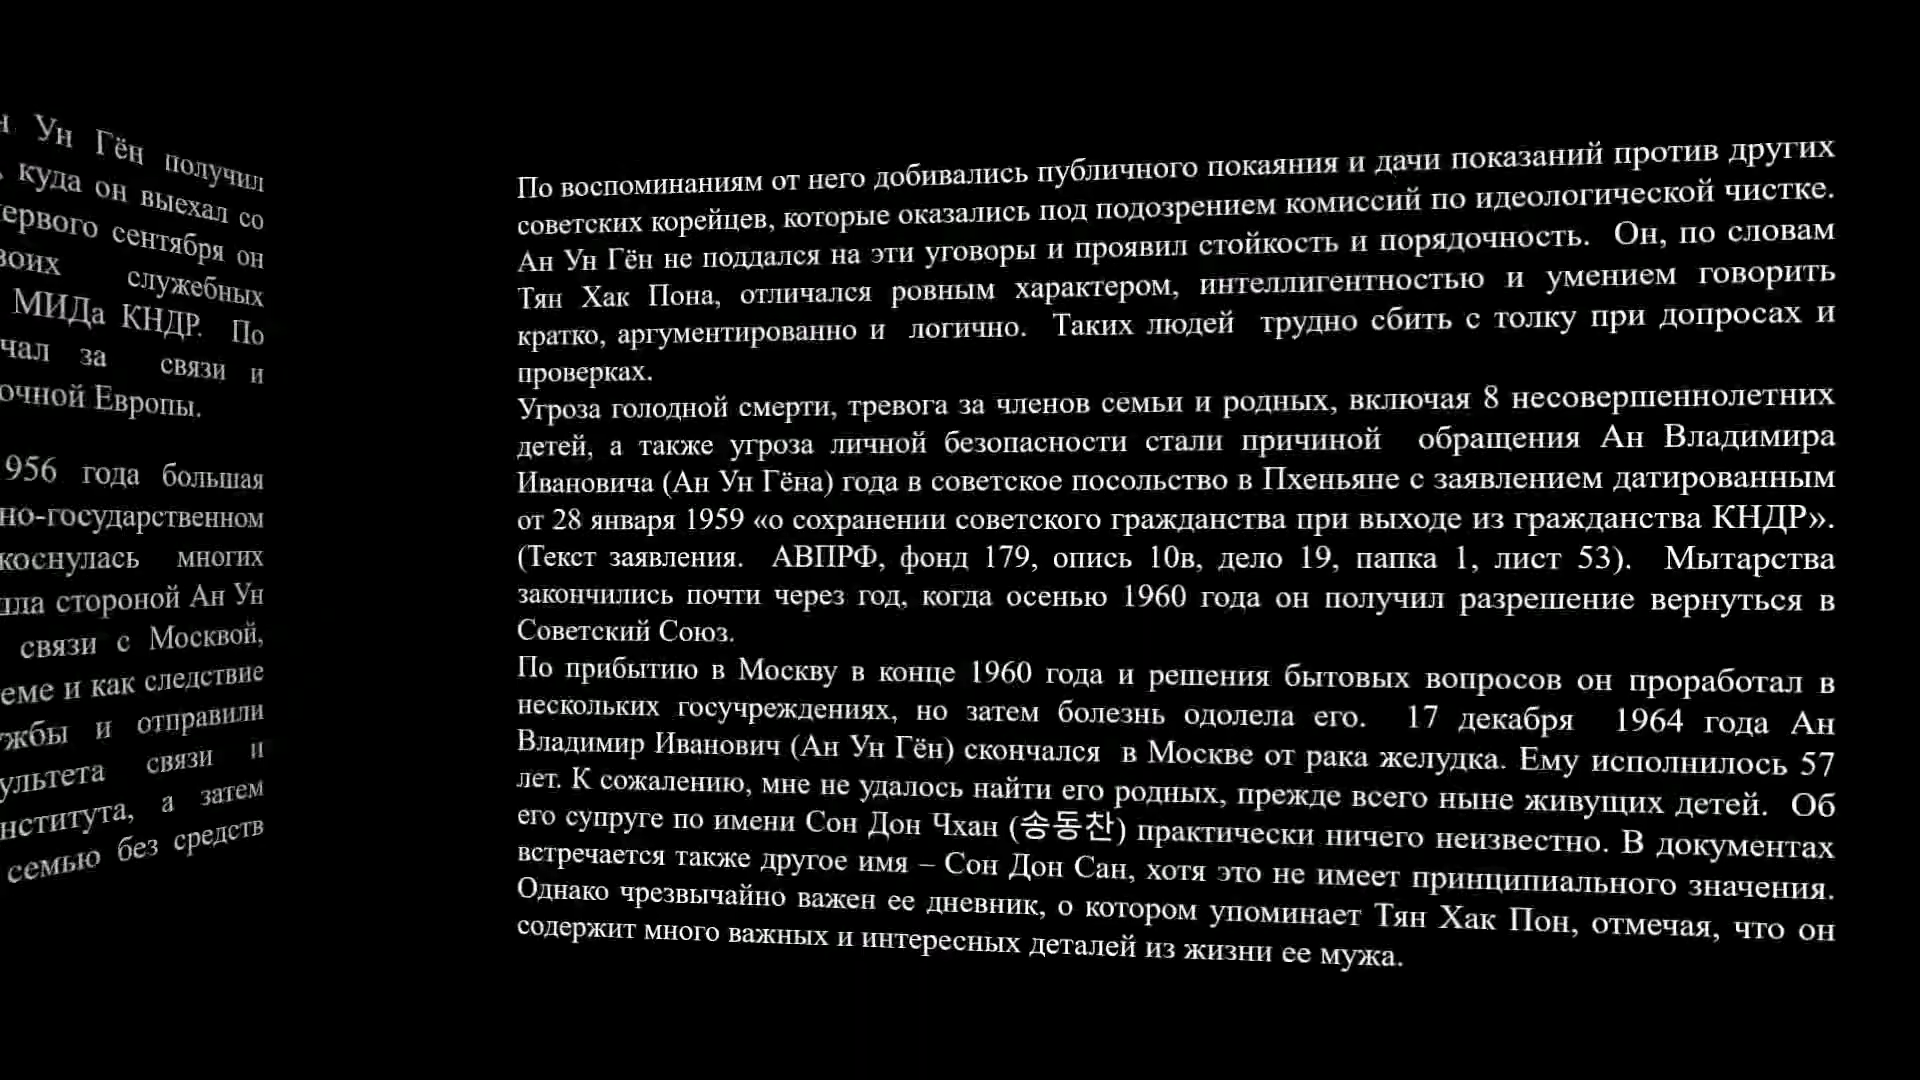 Ун Гён получил
куда он выехал со
сентября он
служебных
МИДа КНДР. По
за связи и
Европы.
1956 года большая
коснулась многих
стороной Ан Ун
связи с Москвой,
и как следствие
и отправили
связи и
а затем
семью без средств
По воспоминаниям от него добивались публичного покаяния и дачи показаний против других
советских корейцев, которые оказались под подозрением комиссий по идеологической чистке.
Ан Ун Гён не поддался на эти уговоры и проявил стойкость и порядочность. Он, по словам
Тян Хак Пона, отличался ровным характером, интеллигентностью и умением говорить
кратко, аргументированно и логично. Таких людей трудно сбить с толку при допросах и
проверках.
Угроза голодной смерти, тревога за членов семьи и родных, включая 8 несовершеннолетних
детей, а также угроза личной безопасности стали причиной обращения Ан Владимира
Ивановича (Ан Ун Гёна) года в советское посольство в Пхеньяне с заявлением датированным
от 28 января 1959 «о сохранении советского гражданства при выходе из гражданства КНДР».
(Текст заявления. АВПРФ, фонд 179, опись 10в, дело 19, папка 1, лист 53). Мытарства
закончились почти через год, когда осенью 1960 года он получил разрешение вернуться в
Советский Союз.
По прибытию в Москву в конце 1960 года и решения бытовых вопросов он проработал в
нескольких госучреждениях, но затем болезнь одолела его. 17 декабря 1964 года Ан
Владимир Иванович (Ан Ун Гён) скончался в Москве от рака желудка. Ему исполнилось 57
лет. К сожалению, мне не удалось найти его родных, прежде всего ныне живущих детей. Об
его супруге по имени Сон Дон Чхан (송동찬) практически ничего неизвестно. В документах
встречается также другое имя – Сон Дон Сан, хотя это не имеет принципиального значения.
Однако чрезвычайно важен ее дневник, о котором упоминает Тян Хак Пон, отмечая, что он
содержит много важных и интересных деталей из жизни ее мужа.